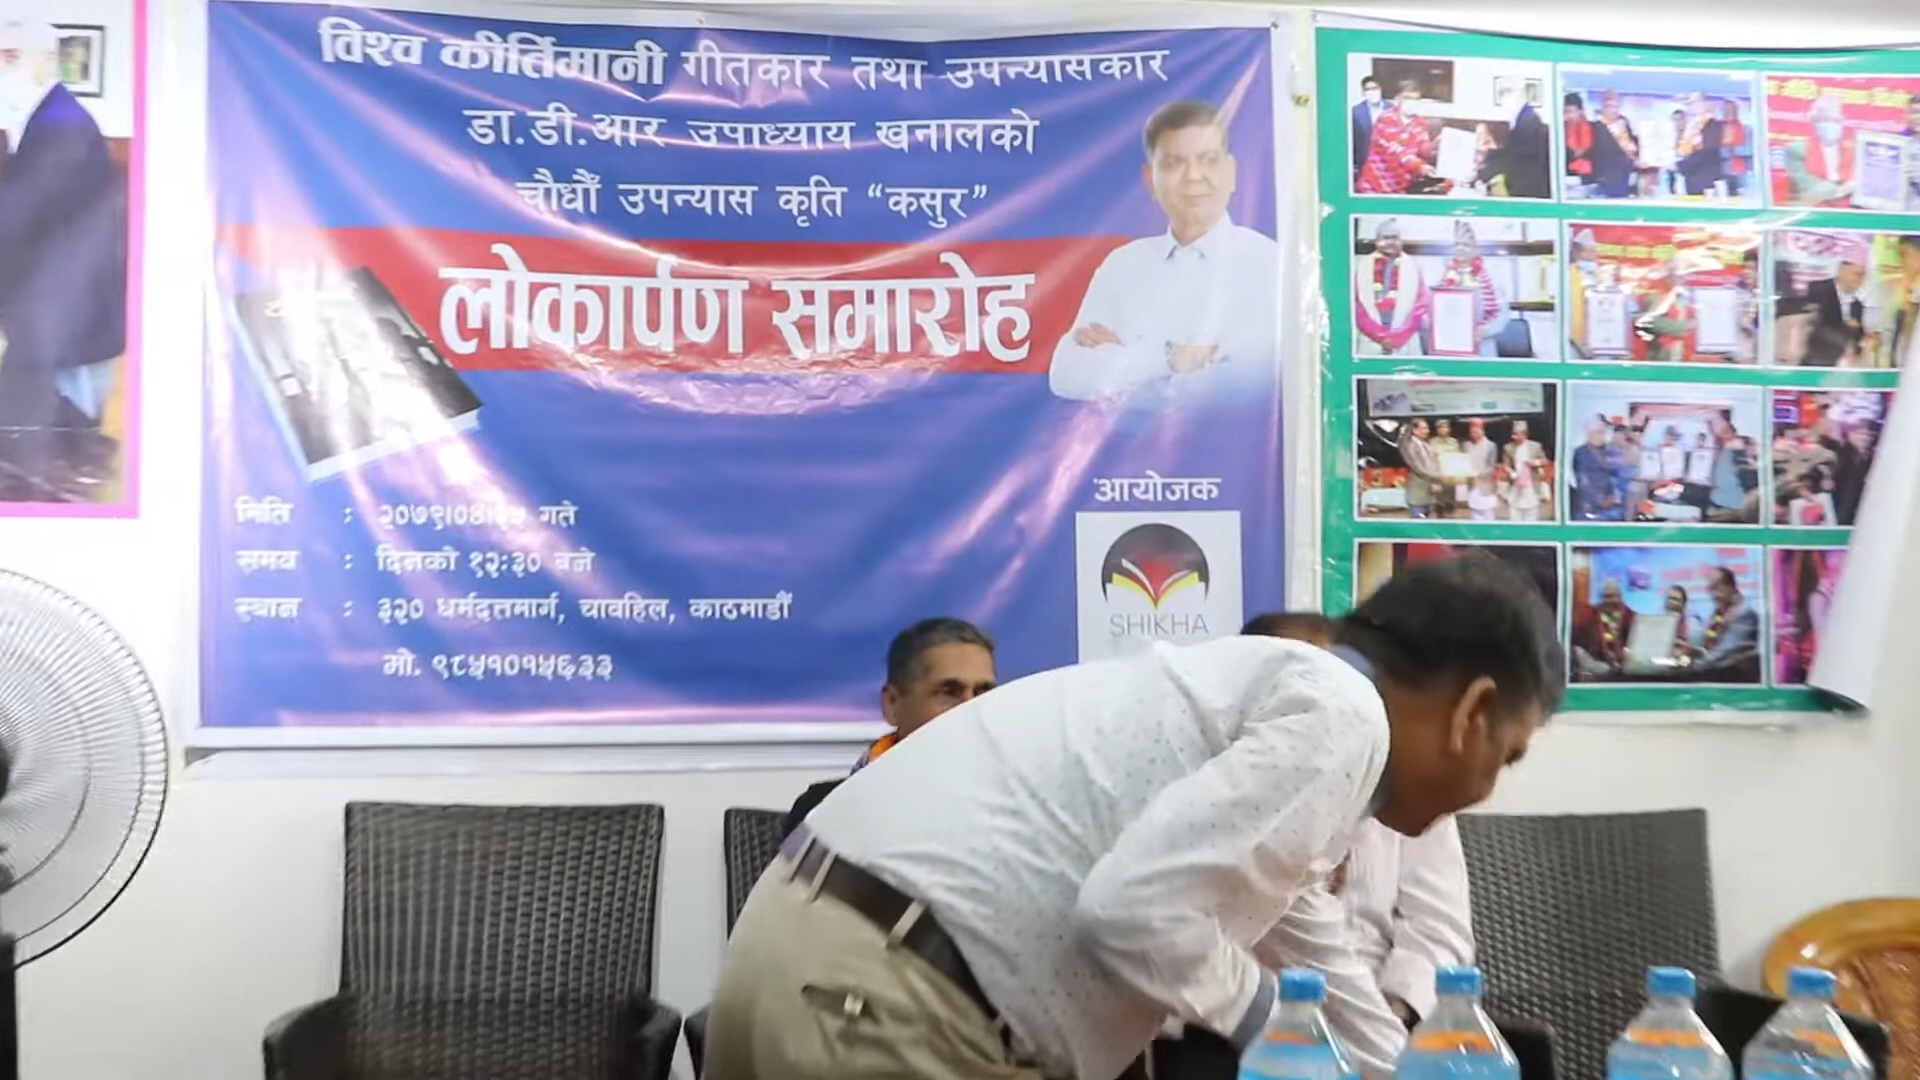 विश्व कीर्तिमानी गीतकार तथा उपन्यासकार
डा.डी.आर उपाध्याय खनालको
चौधौँ उपन्यास कृति “कसुर”
लोकार्पण समारोह
आयोजक
SHIKHA
मिति : गते
समय : दिनको १२:३० बजे
स्थान : ३२० धर्मदत्तमार्ग, चावहिल, काठमाडौं
मो. ९८५१०१५६३३